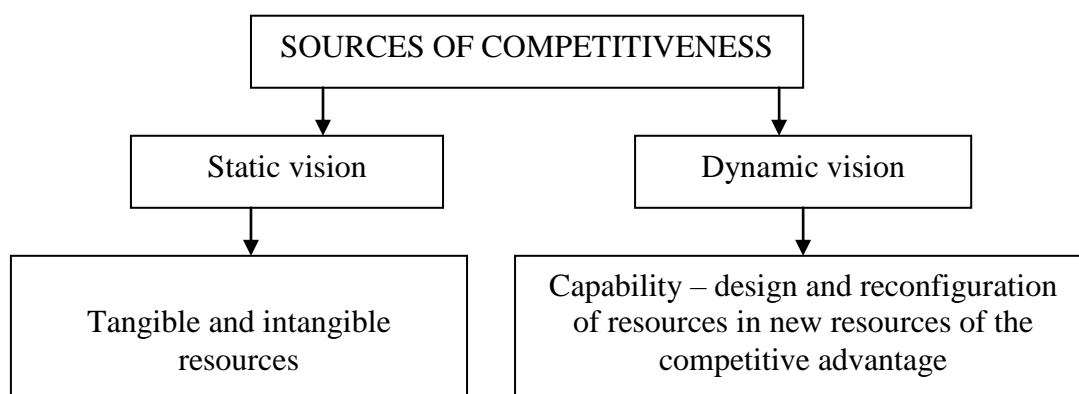 SOURCES OF COMPETITIVENESS
Static vision
Dynamic vision
Tangible and intangible
resources
Capability – design and reconfiguration
of resources in new resources of the
competitive advantage